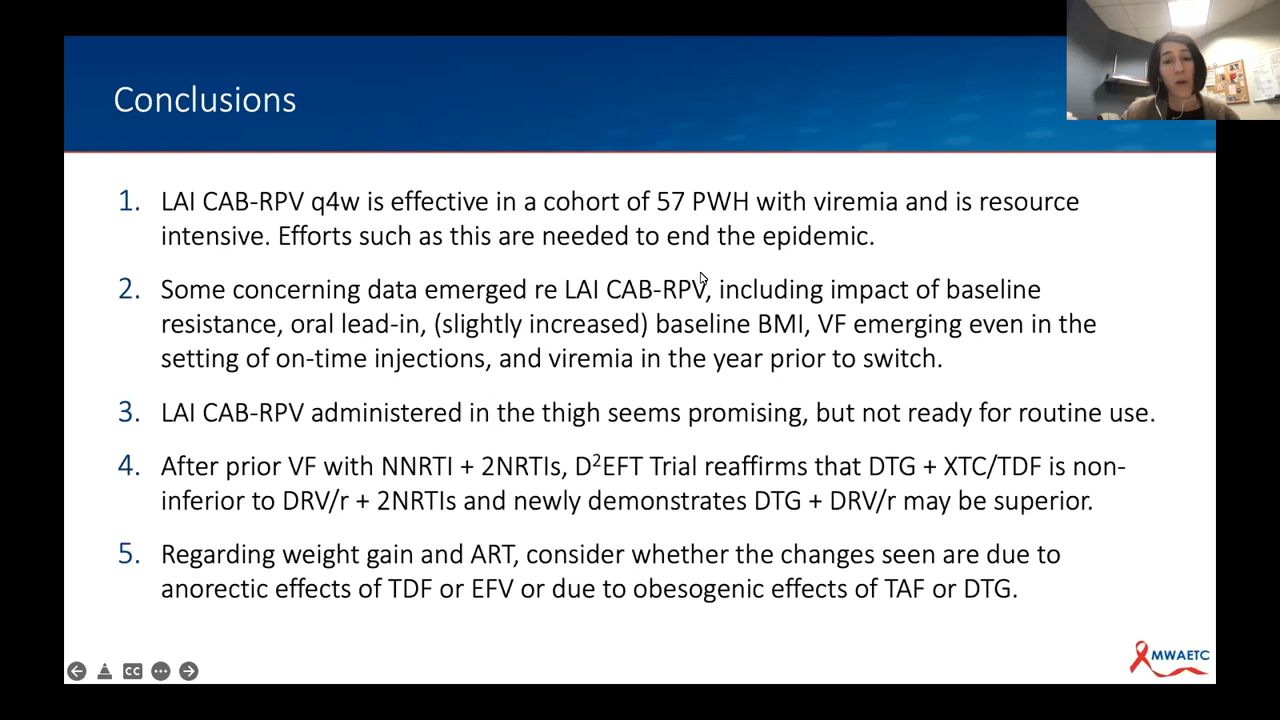 Conclusions
1. LAI CAB-RPV q4w is effective in a cohort of 57 PWH with viremia and is resource
intensive. Efforts such as this are needed to end the epidemic.
2. Some concerning data emerged re LAI CAB-RPV, including impact of baseline
resistance, oral lead-in, (slightly increased) baseline BMI, VF emerging even in the
setting of on-time injections, and viremia in the year prior to switch.
3. LAI CAB-RPV administered in the thigh seems promising, but not ready for routine use.
4. After prior VF with NNRTI + 2NRTIs, D²EFT Trial reaffirms that DTG + XTC/TDF is non-
inferior to DRV/r + 2NRTIs and newly demonstrates DTG + DRV/r may be superior.
5. Regarding weight gain and ART, consider whether the changes seen are due to
anorectic effects of TDF or EFV or due to obesogenic effects of TAF or DTG.
MWAETC
CC